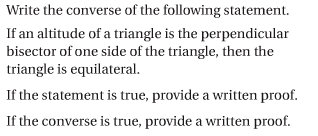 Write the converse of the following statement.
If an altitude of a triangle is the perpendicular
bisector of one side of the triangle, then the
triangle is equilateral.
If the statement is true, provide a written proof.
If the converse is true, provide a written proof.